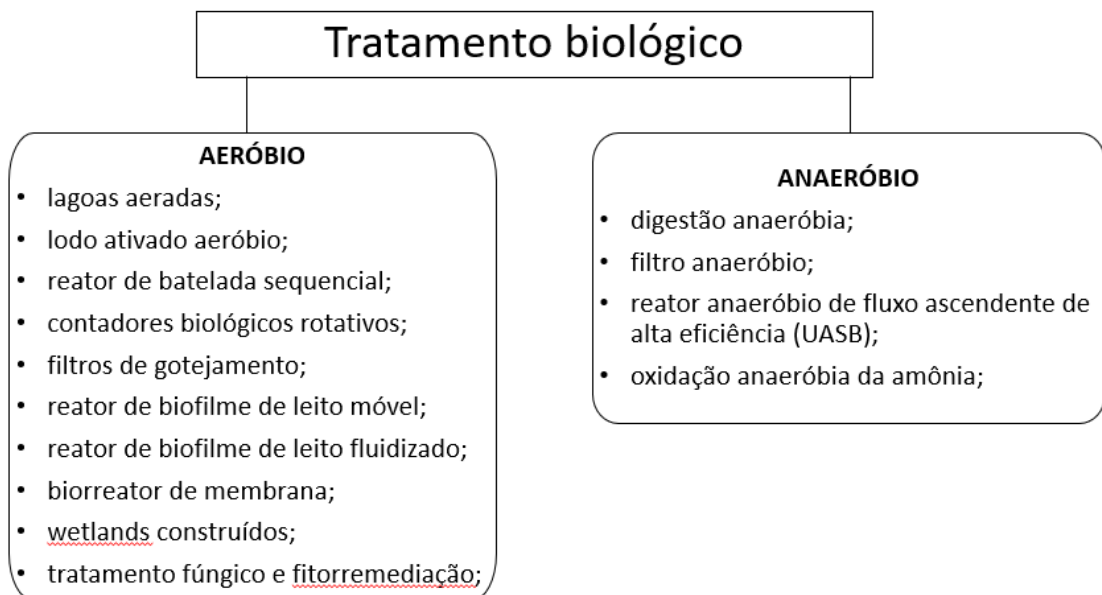 Tratamento biológico
AERÓBIO
• lagoas aeradas;
• lodo ativado aeróbio;
• reator de batelada sequencial;
• contadores biológicos rotativos;
• filtros de gotejamento;
• reator de biofilme de leito móvel;
• reator de biofilme de leito fluidizado;
• biorreator de membrana;
• wetlands construídos;
• tratamento fúngico e fitorremediação;
ANAERÓBIO
• digestão anaeróbia;
• filtro anaeróbio;
• reator anaeróbio de fluxo ascendente de
alta eficiência (UASB);
• oxidação anaeróbia da amônia;